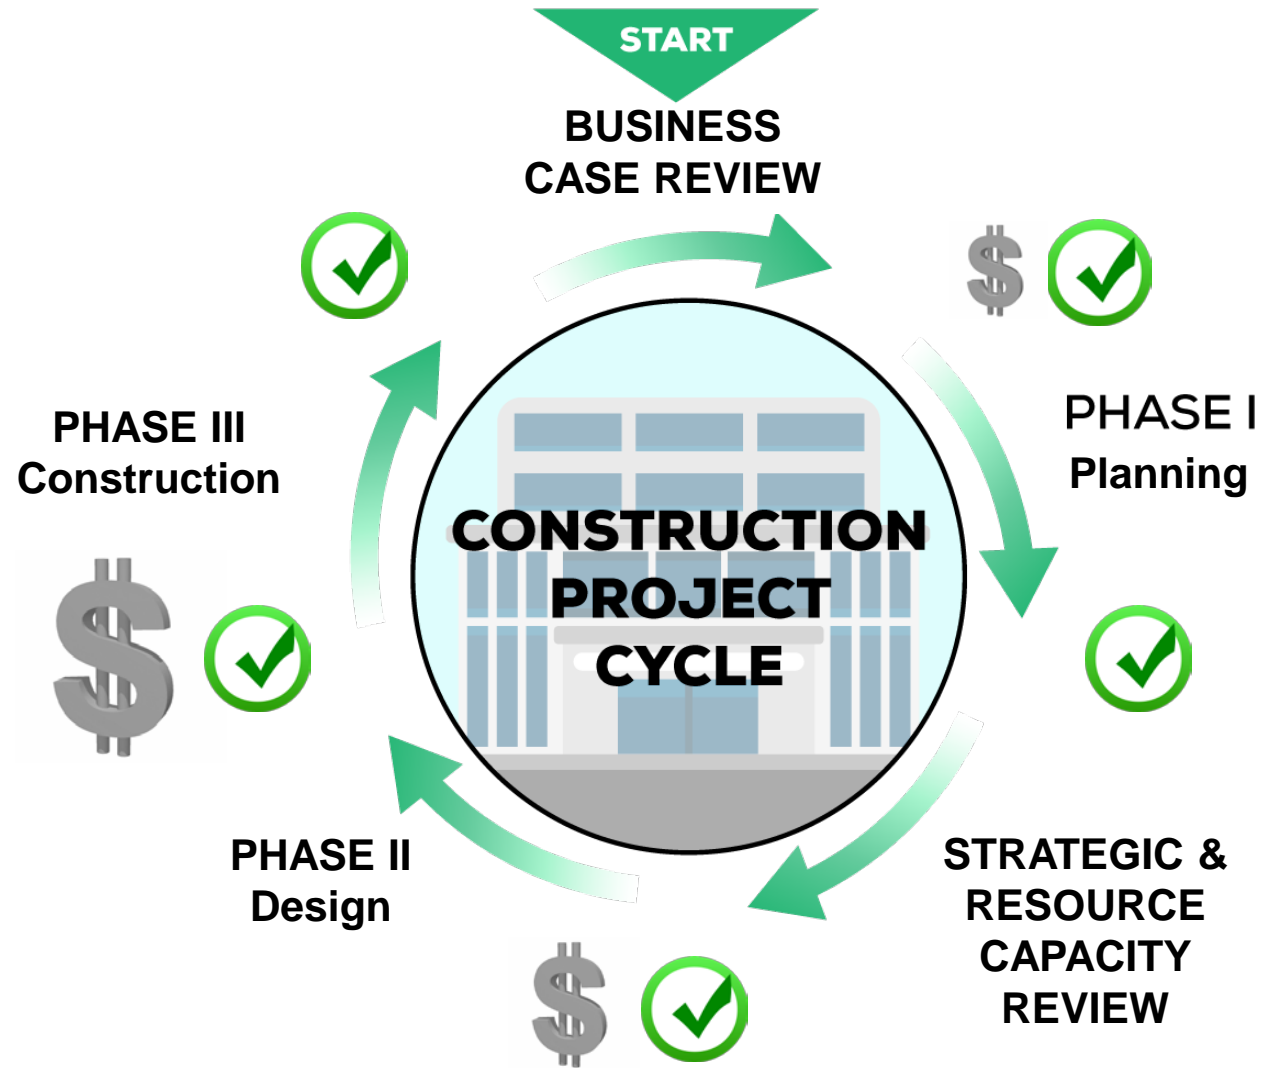 START
BUSINESS
CASE REVIEW
PHASE I
Planning
STRATEGIC &
RESOURCE
CAPACITY
REVIEW
PHASE II
Design
PHASE III
Construction
CONSTRUCTION
PROJECT
CYCLE